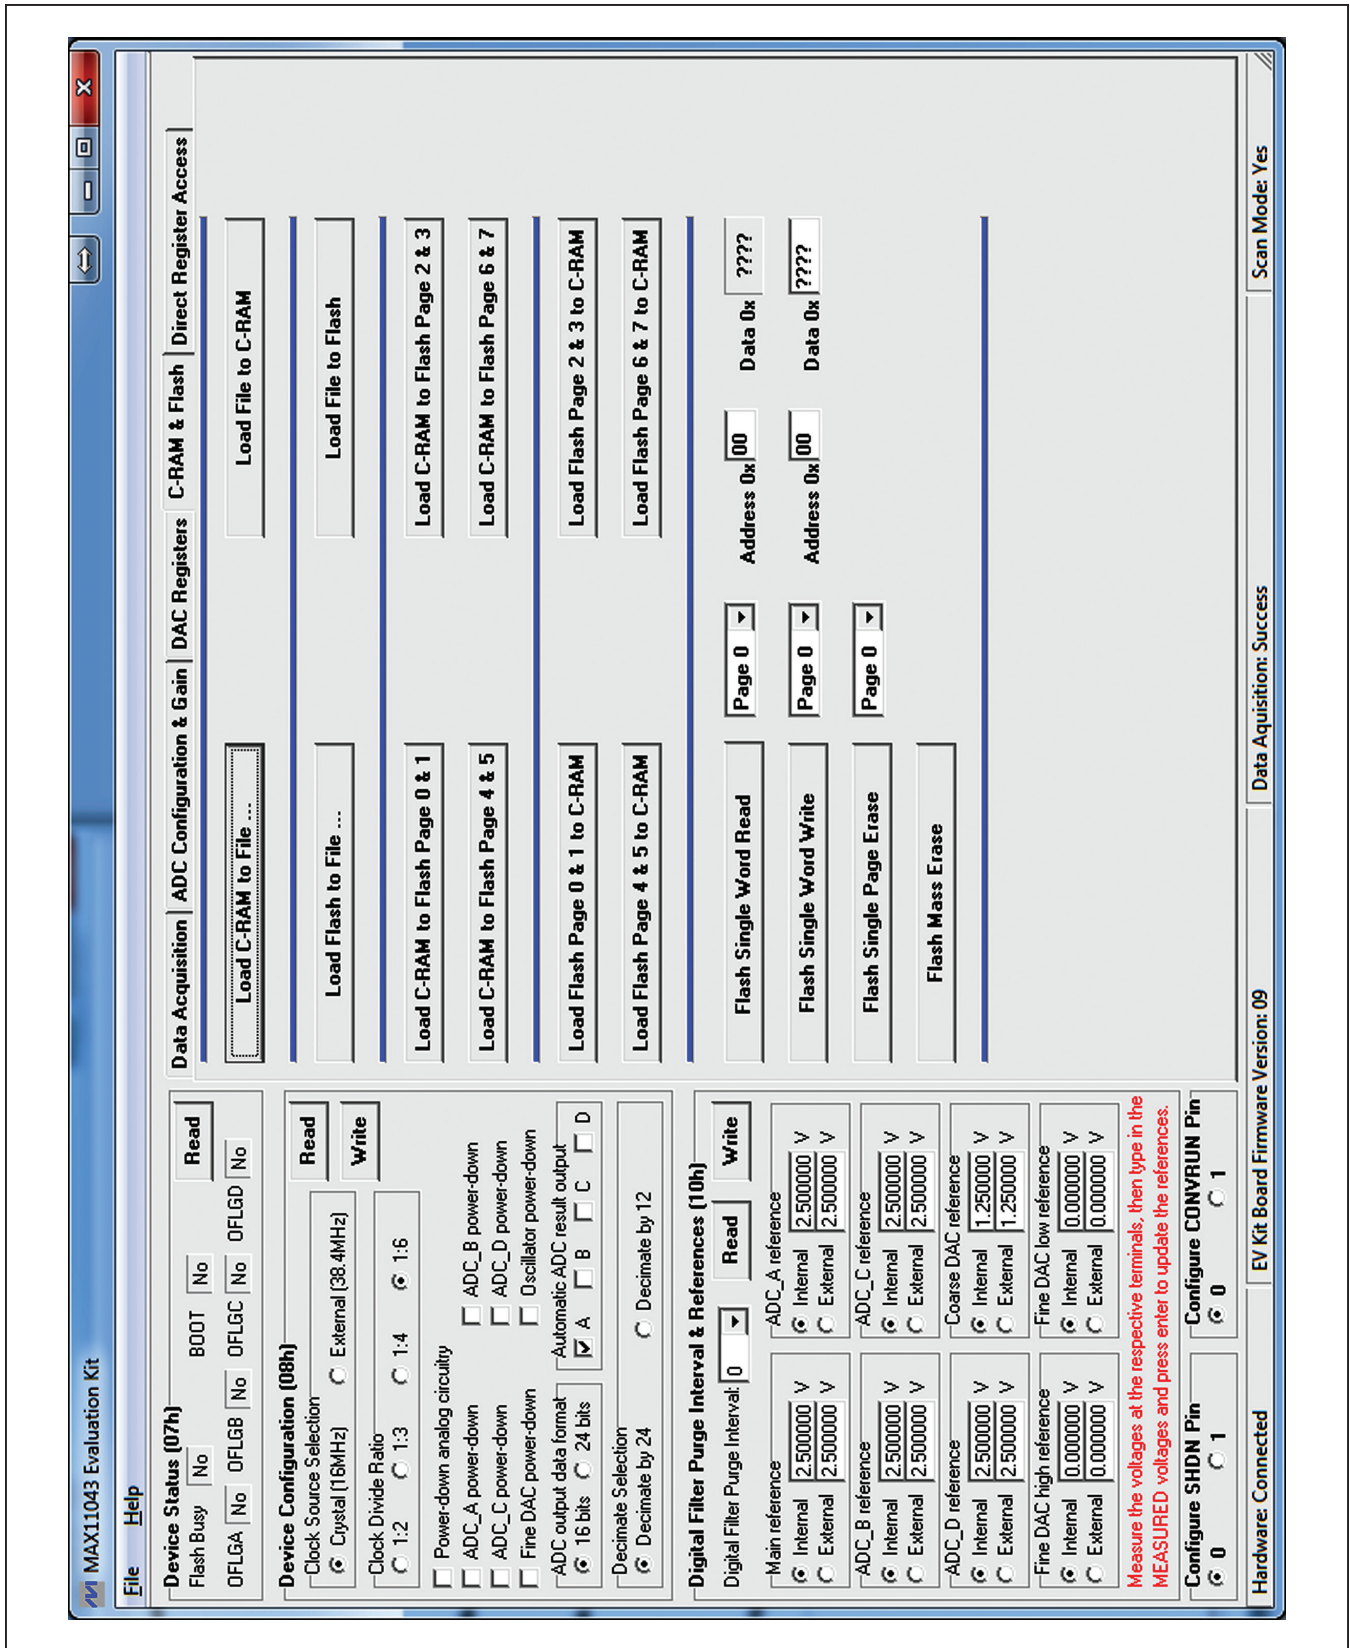 MAX11043 Evaluation Kit
File Help
Device Status (07h)
Flash Busy No BOOT No Read
OFLGA No OFLGB No OFLGC No OFLGD No
Device Configuration (08h)
Clock Source Selection
Crystal (16MHz) External (38.4MHz)
Read
Clock Divide Ratio
1:2 1:3 1:4 1:6
Write
Power-down analog circuitry
ADC_A power-down ADC_B power-down
ADC_C power-down ADC_D power-down
Fine DAC power-down Oscillator power-down
ADC output data format
16 bits 24 bits
Automatic ADC result output
A B C D
Decimate Selection
Decimate by 24 Decimate by 12
Digital Filter Purge Interval & References (10h)
Digital Filter Purge Interval: 0 Read Write
Main reference
Internal 2.500000 V
External 2.500000 V
ADC_A reference
Internal 2.500000 V
External 2.500000 V
ADC_B reference
Internal 2.500000 V
External 2.500000 V
ADC_C reference
Internal 2.500000 V
External 2.500000 V
ADC_D reference
Internal 2.500000 V
External 2.500000 V
Coarse DAC reference
Internal 1.250000 V
External 1.250000 V
Fine DAC high reference
Internal 0.000000 V
External 0.000000 V
Fine DAC low reference
Internal 0.000000 V
External 0.000000 V
Measure the voltages at the respective terminals, then type in the
MEASURED voltages and press enter to update the references.
Configure SHDN Pin
0 1
Configure CONVRUN Pin
0 1
Data Acquisition ADC Configuration & Gain DAC Registers C-RAM & Flash Direct Register Access
Load C-RAM to File ... Load File to C-RAM
Load Flash to File ... Load File to Flash
Load C-RAM to Flash Page 0 & 1 Load C-RAM to Flash Page 2 & 3
Load C-RAM to Flash Page 4 & 5 Load C-RAM to Flash Page 6 & 7
Load Flash Page 0 & 1 to C-RAM Load Flash Page 2 & 3 to C-RAM
Load Flash Page 4 & 5 to C-RAM Load Flash Page 6 & 7 to C-RAM
Flash Single Word Read Page 0 Address 0x 00 Data 0x ????
Flash Single Word Write Page 0 Address 0x 00 Data 0x ????
Flash Single Page Erase Page 0
Flash Mass Erase
Hardware: Connected EV Kit Board Firmware Version: 09 Data Aquisition: Success Scan Mode: Yes